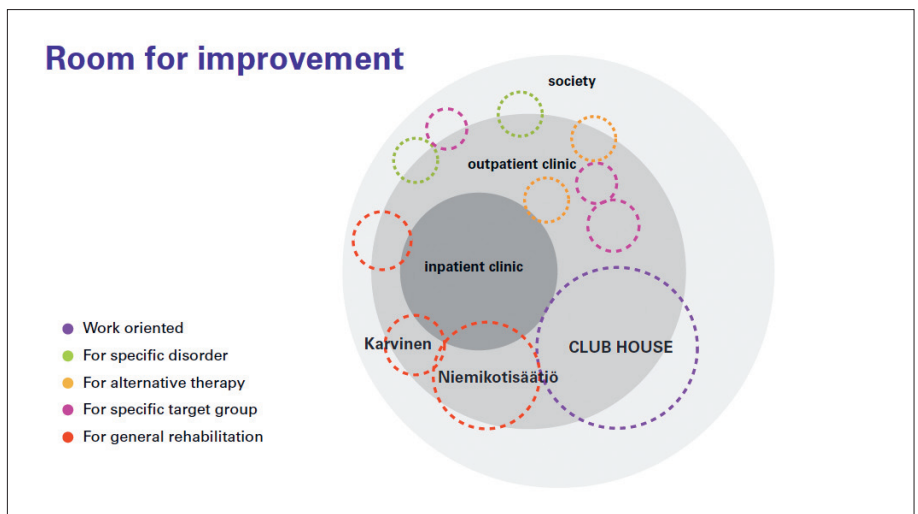 Room for improvement
society
outpatient clinic
inpatient clinic
Karvinen
CLUB HOUSE
Niemikotisäätiö
Work oriented
For specific disorder
For alternative therapy
For specific target group
For general rehabilitation